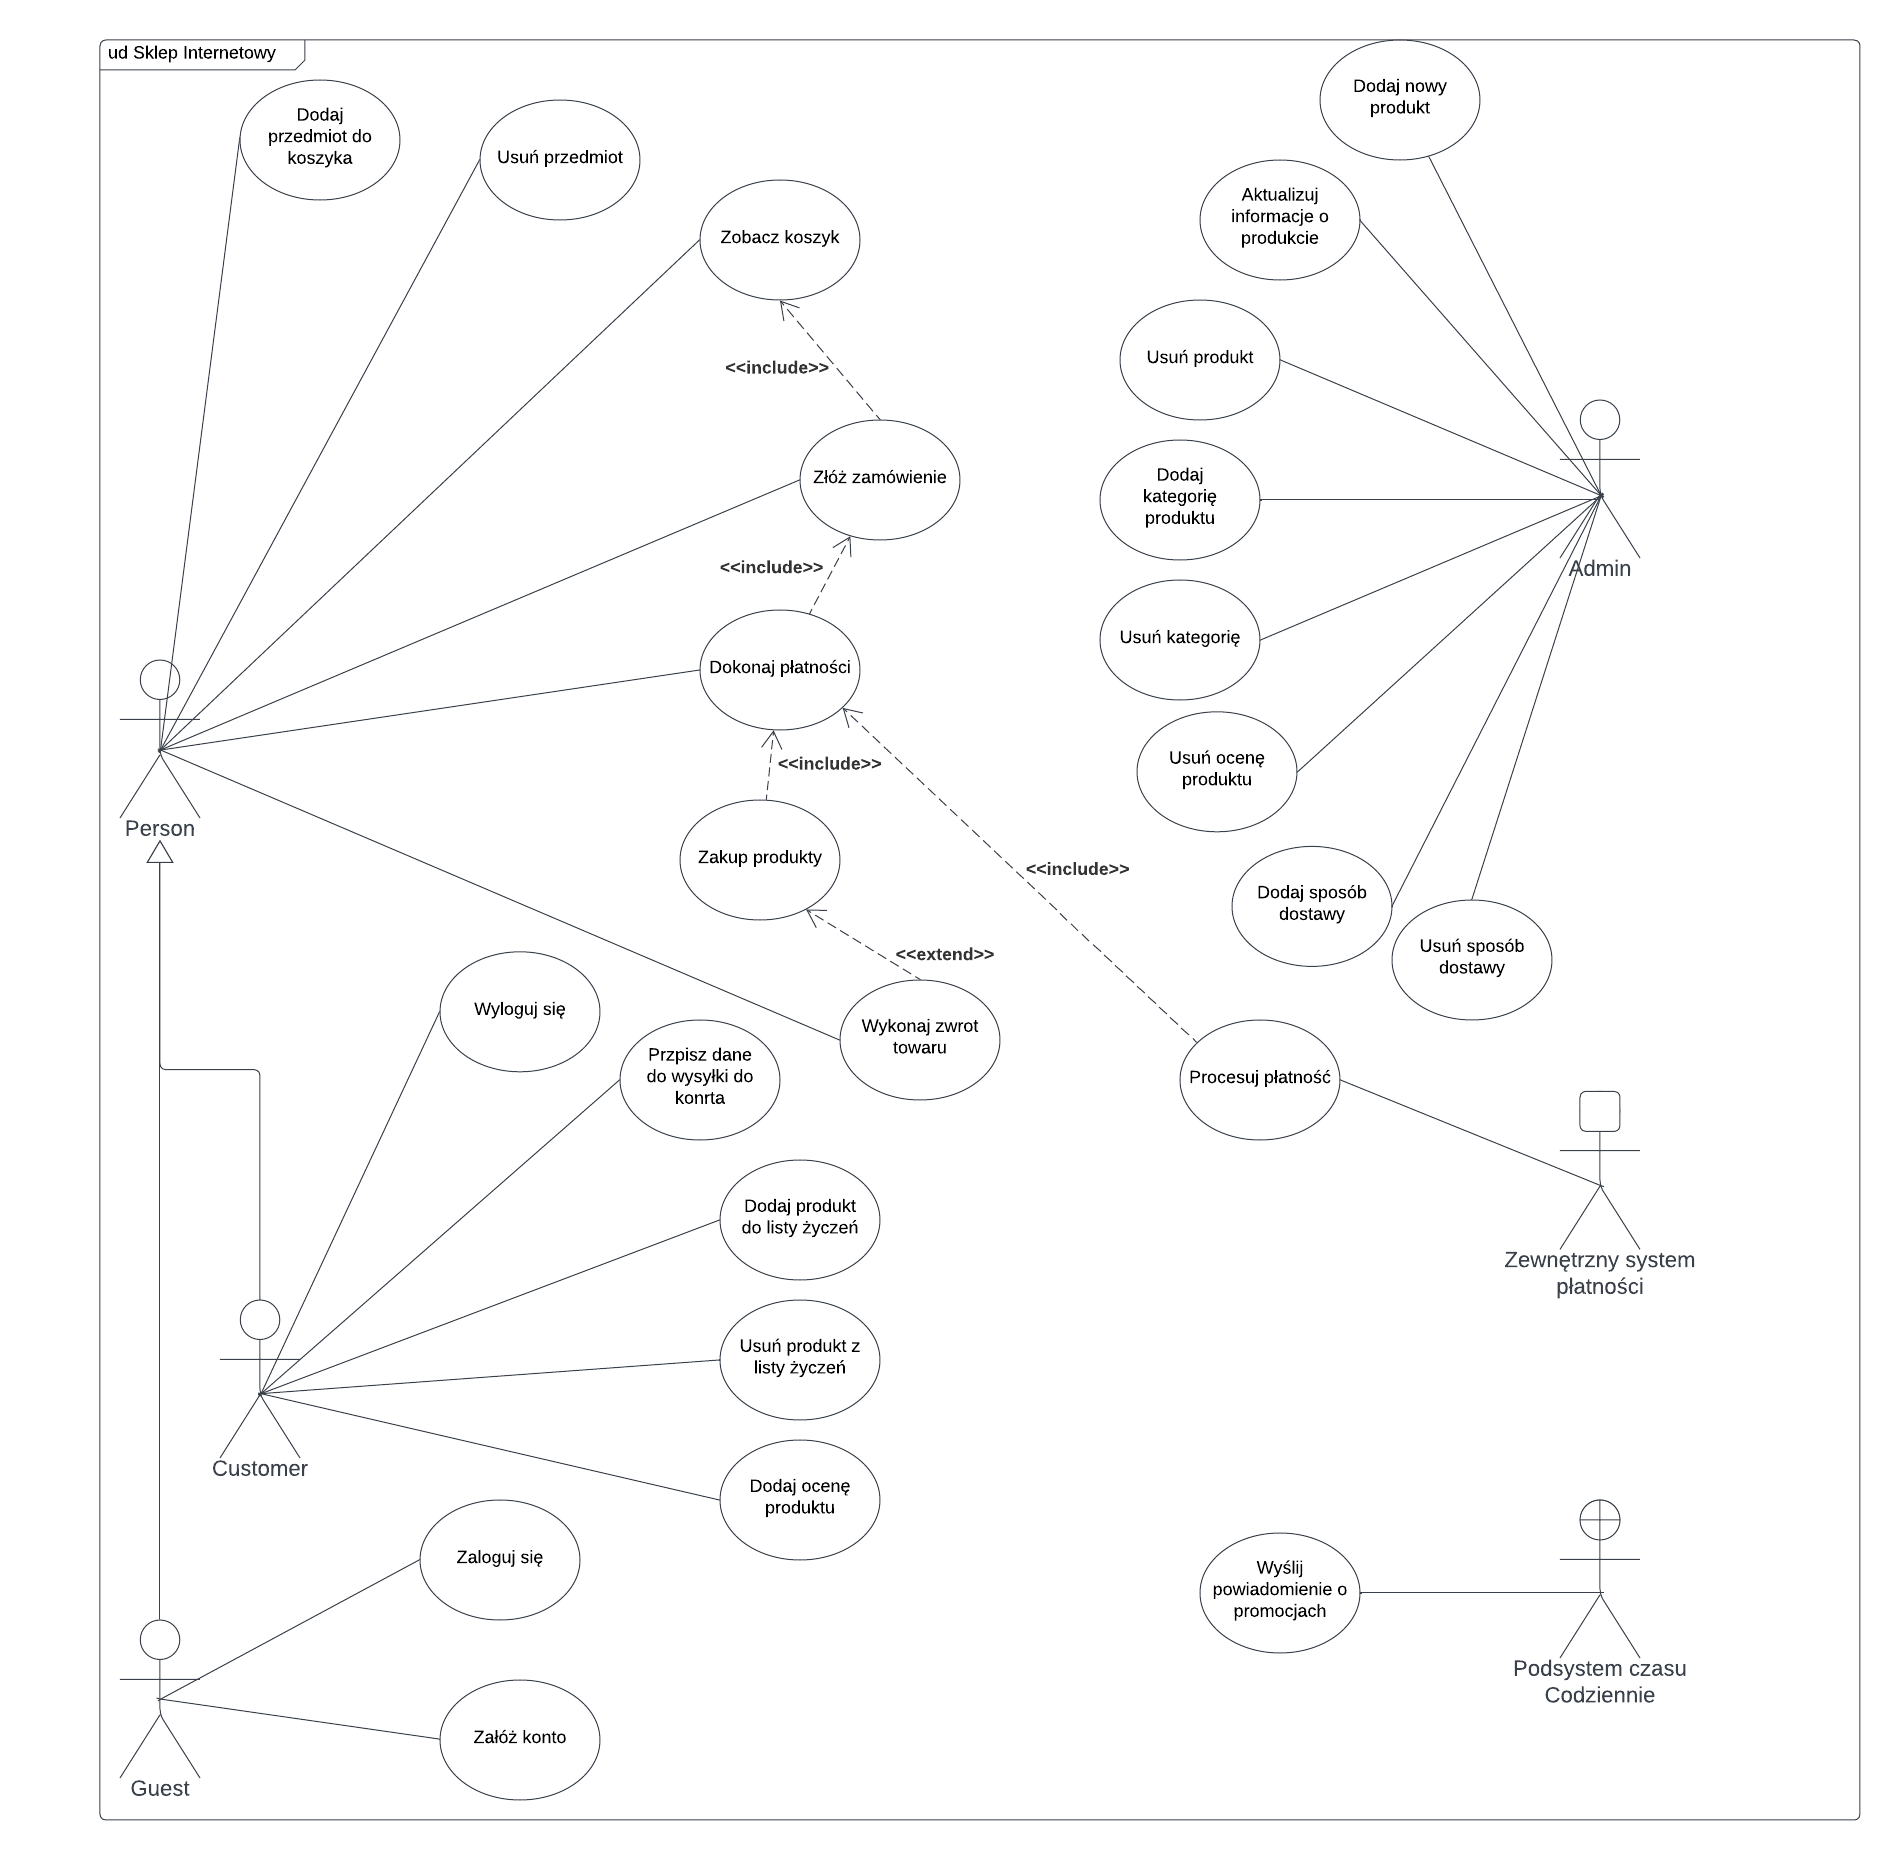 ud Sklep Internetowy
Dodaj
przedmiot do
koszyka
Usuń przedmiot
Zobacz koszyk
<<include>>
Złóż zamówienie
<<include>>
Dokonaj płatności
<<include>>
Zakup produkty
<<include>>
<<extend>>
Wykonaj zwrot
towaru
Person
Dodaj nowy
produkt
Aktualizuj
informacje o
produkcie
Usuń produkt
Dodaj
kategorię
produktu
Usuń kategorię
Usuń ocenę
produktu
Dodaj sposób
dostawy
Usuń sposób
dostawy
Admin
Wyloguj się
Przpisz dane
do wysyłki do
konrta
Dodaj produkt
do listy życzeń
Usuń produkt z
listy życzeń
Dodaj ocenę
produktu
Customer
Procesuj płatność
Zewnętrzny system
płatności
Zaloguj się
Załóż konto
Guest
Wyślij
powiadomienie o
promocjach
Podsystem czasu
Codziennie